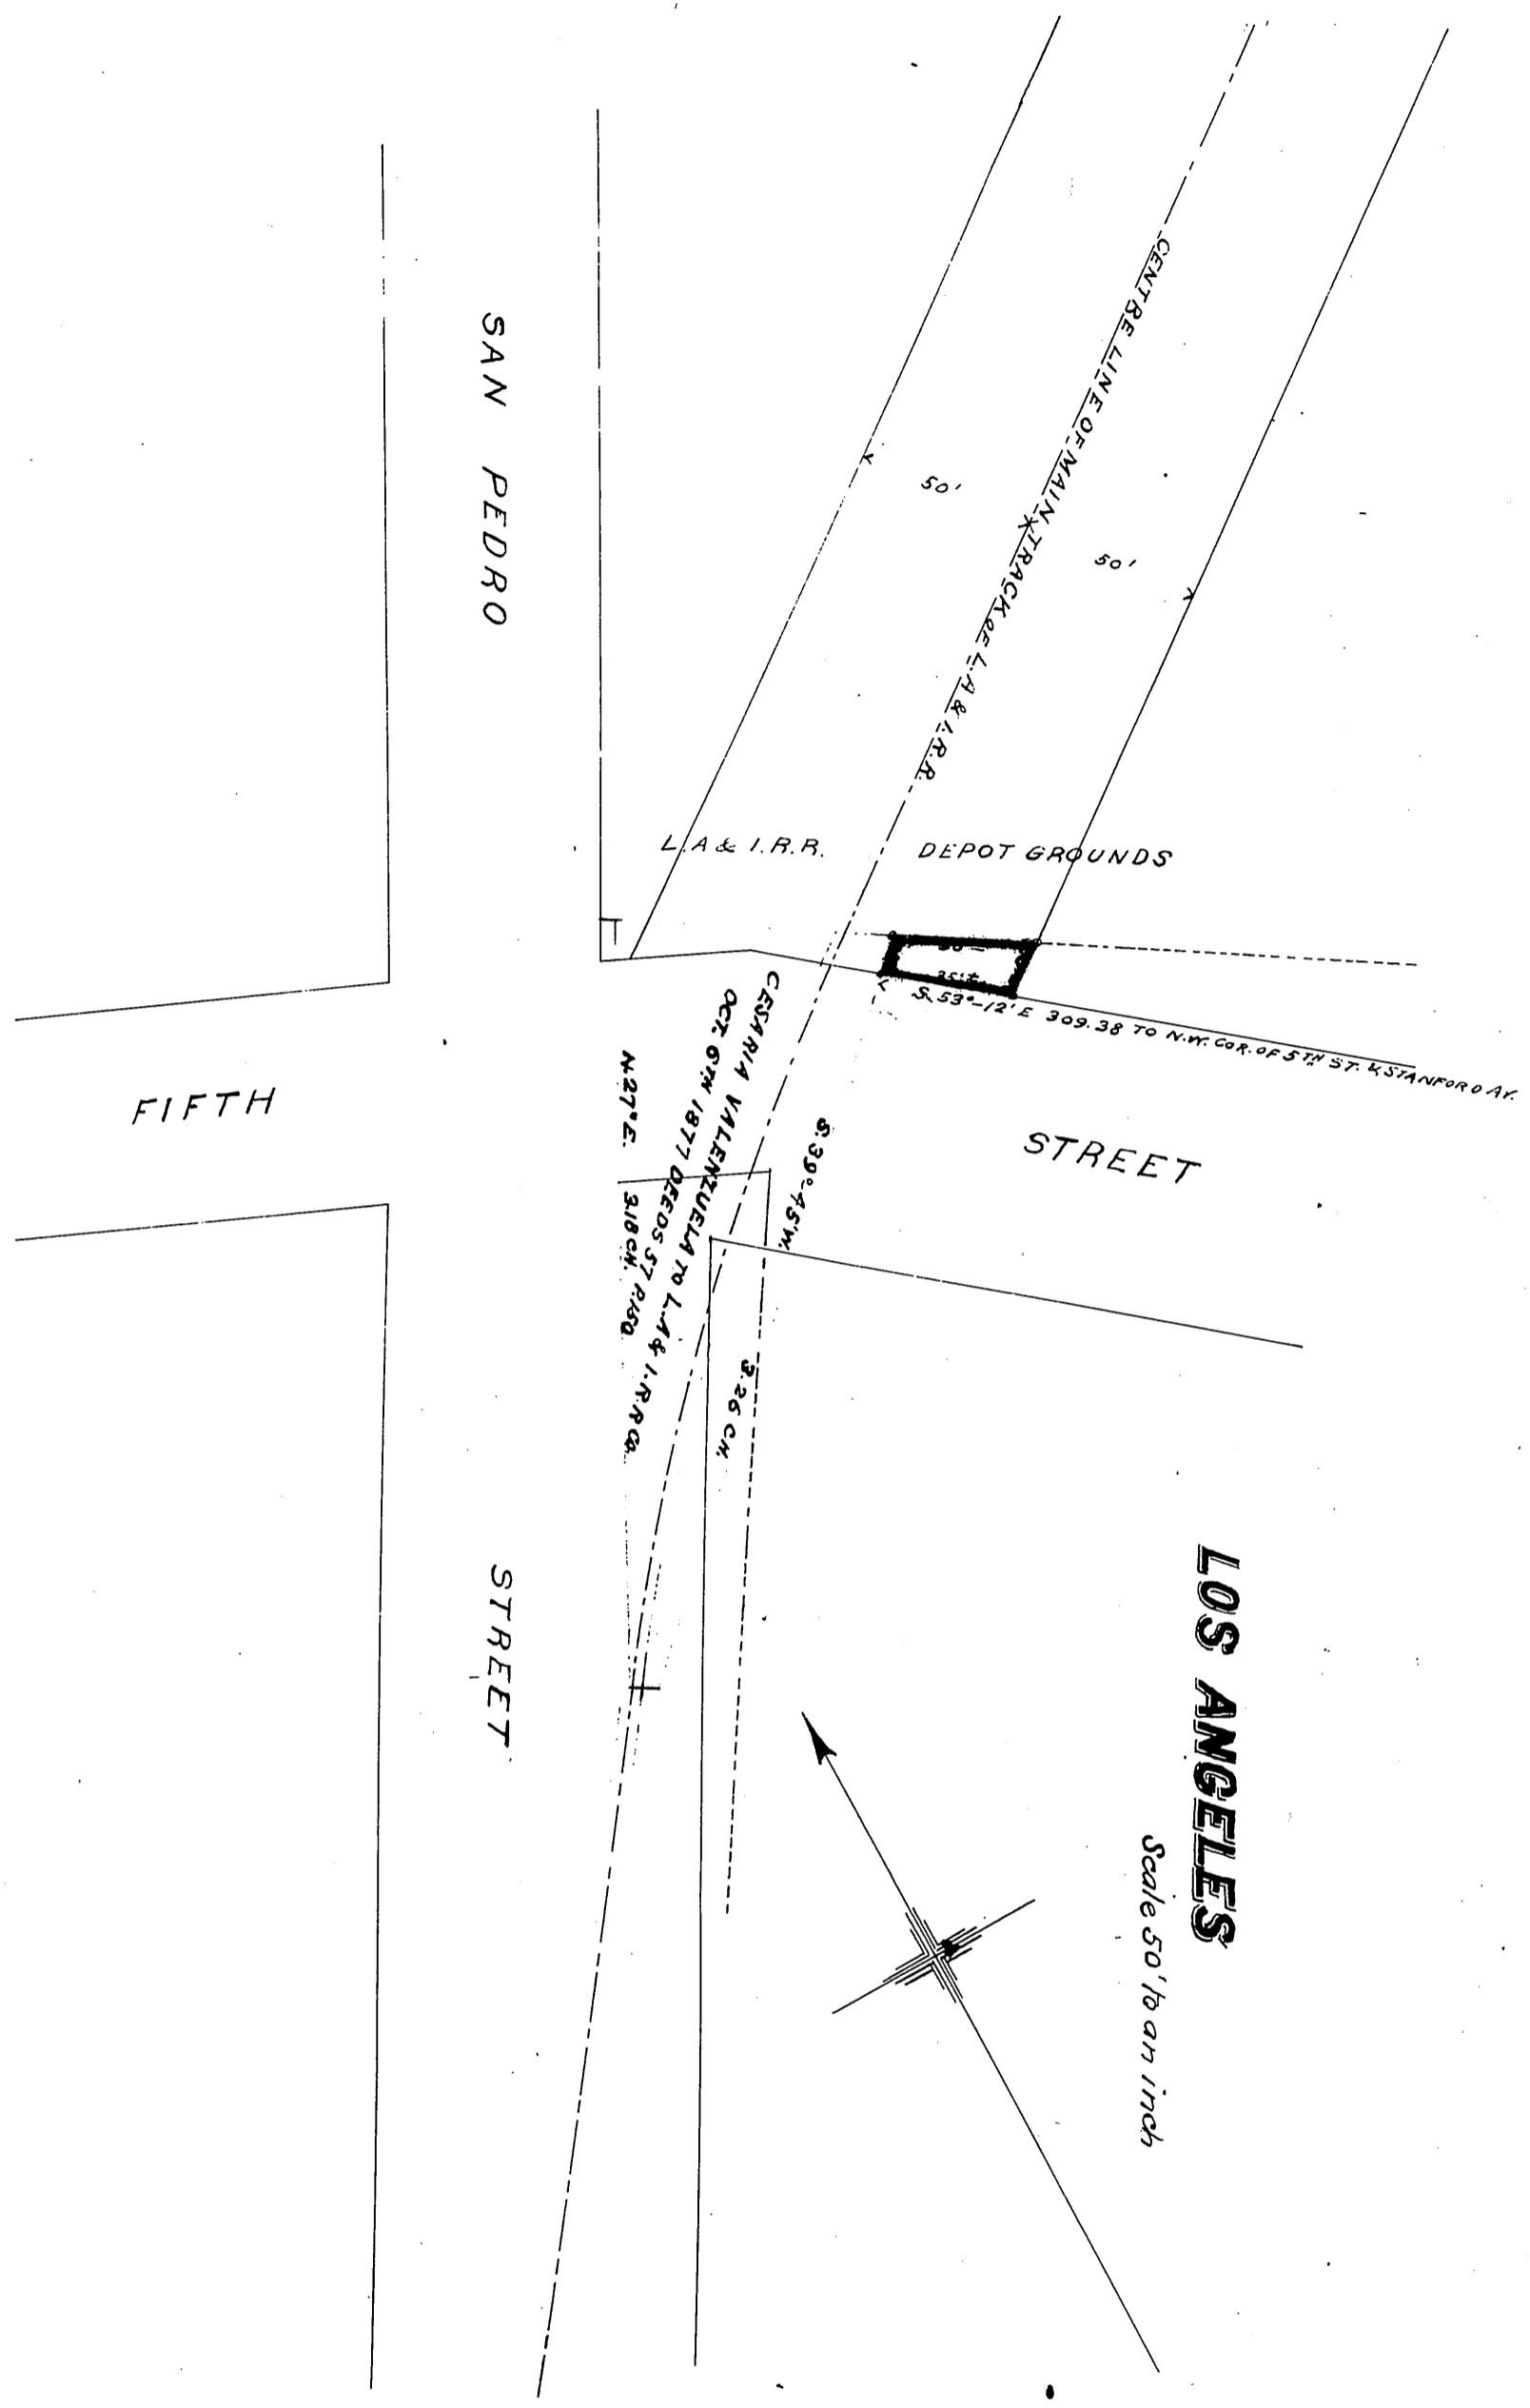 SAN PEDRO
STREET
FIFTH
STREET
CENTRE LINE OF MAIN TRACK OF L.A & I.R.R.
50'
50'
L.A & I.R.R. DEPOT GROUNDS
35'±
S. 53°-12' E 309.38 TO N.W. COR. OF 5TH ST. & STANFORD AV.
CESARIA VALENZUELA TO L.A & I.R.R CO.
OCT. 6TH 1877 DEEDS 57 P.150
N 27° E. 3.18 CH.
S. 39°-45' W.
3.26 CH.
LOS ANGELES
Scale 50' to an inch